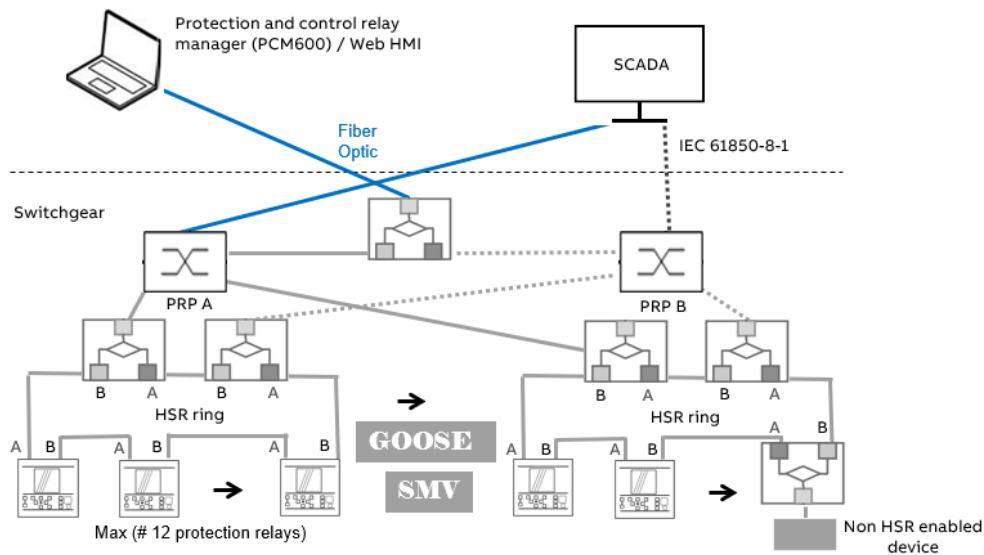 Protection and control relay
manager (PCM600) / Web HMI
SCADA
Fiber
Optic
IEC 61850-8-1
Switchgear
PRP A
PRP B
B A
B A
B A
B A
HSR ring
HSR ring
A B
A B
A B
GOOSE
A B
A B
A B
SMV
Max (# 12 protection relays)
Non HSR enabled
device